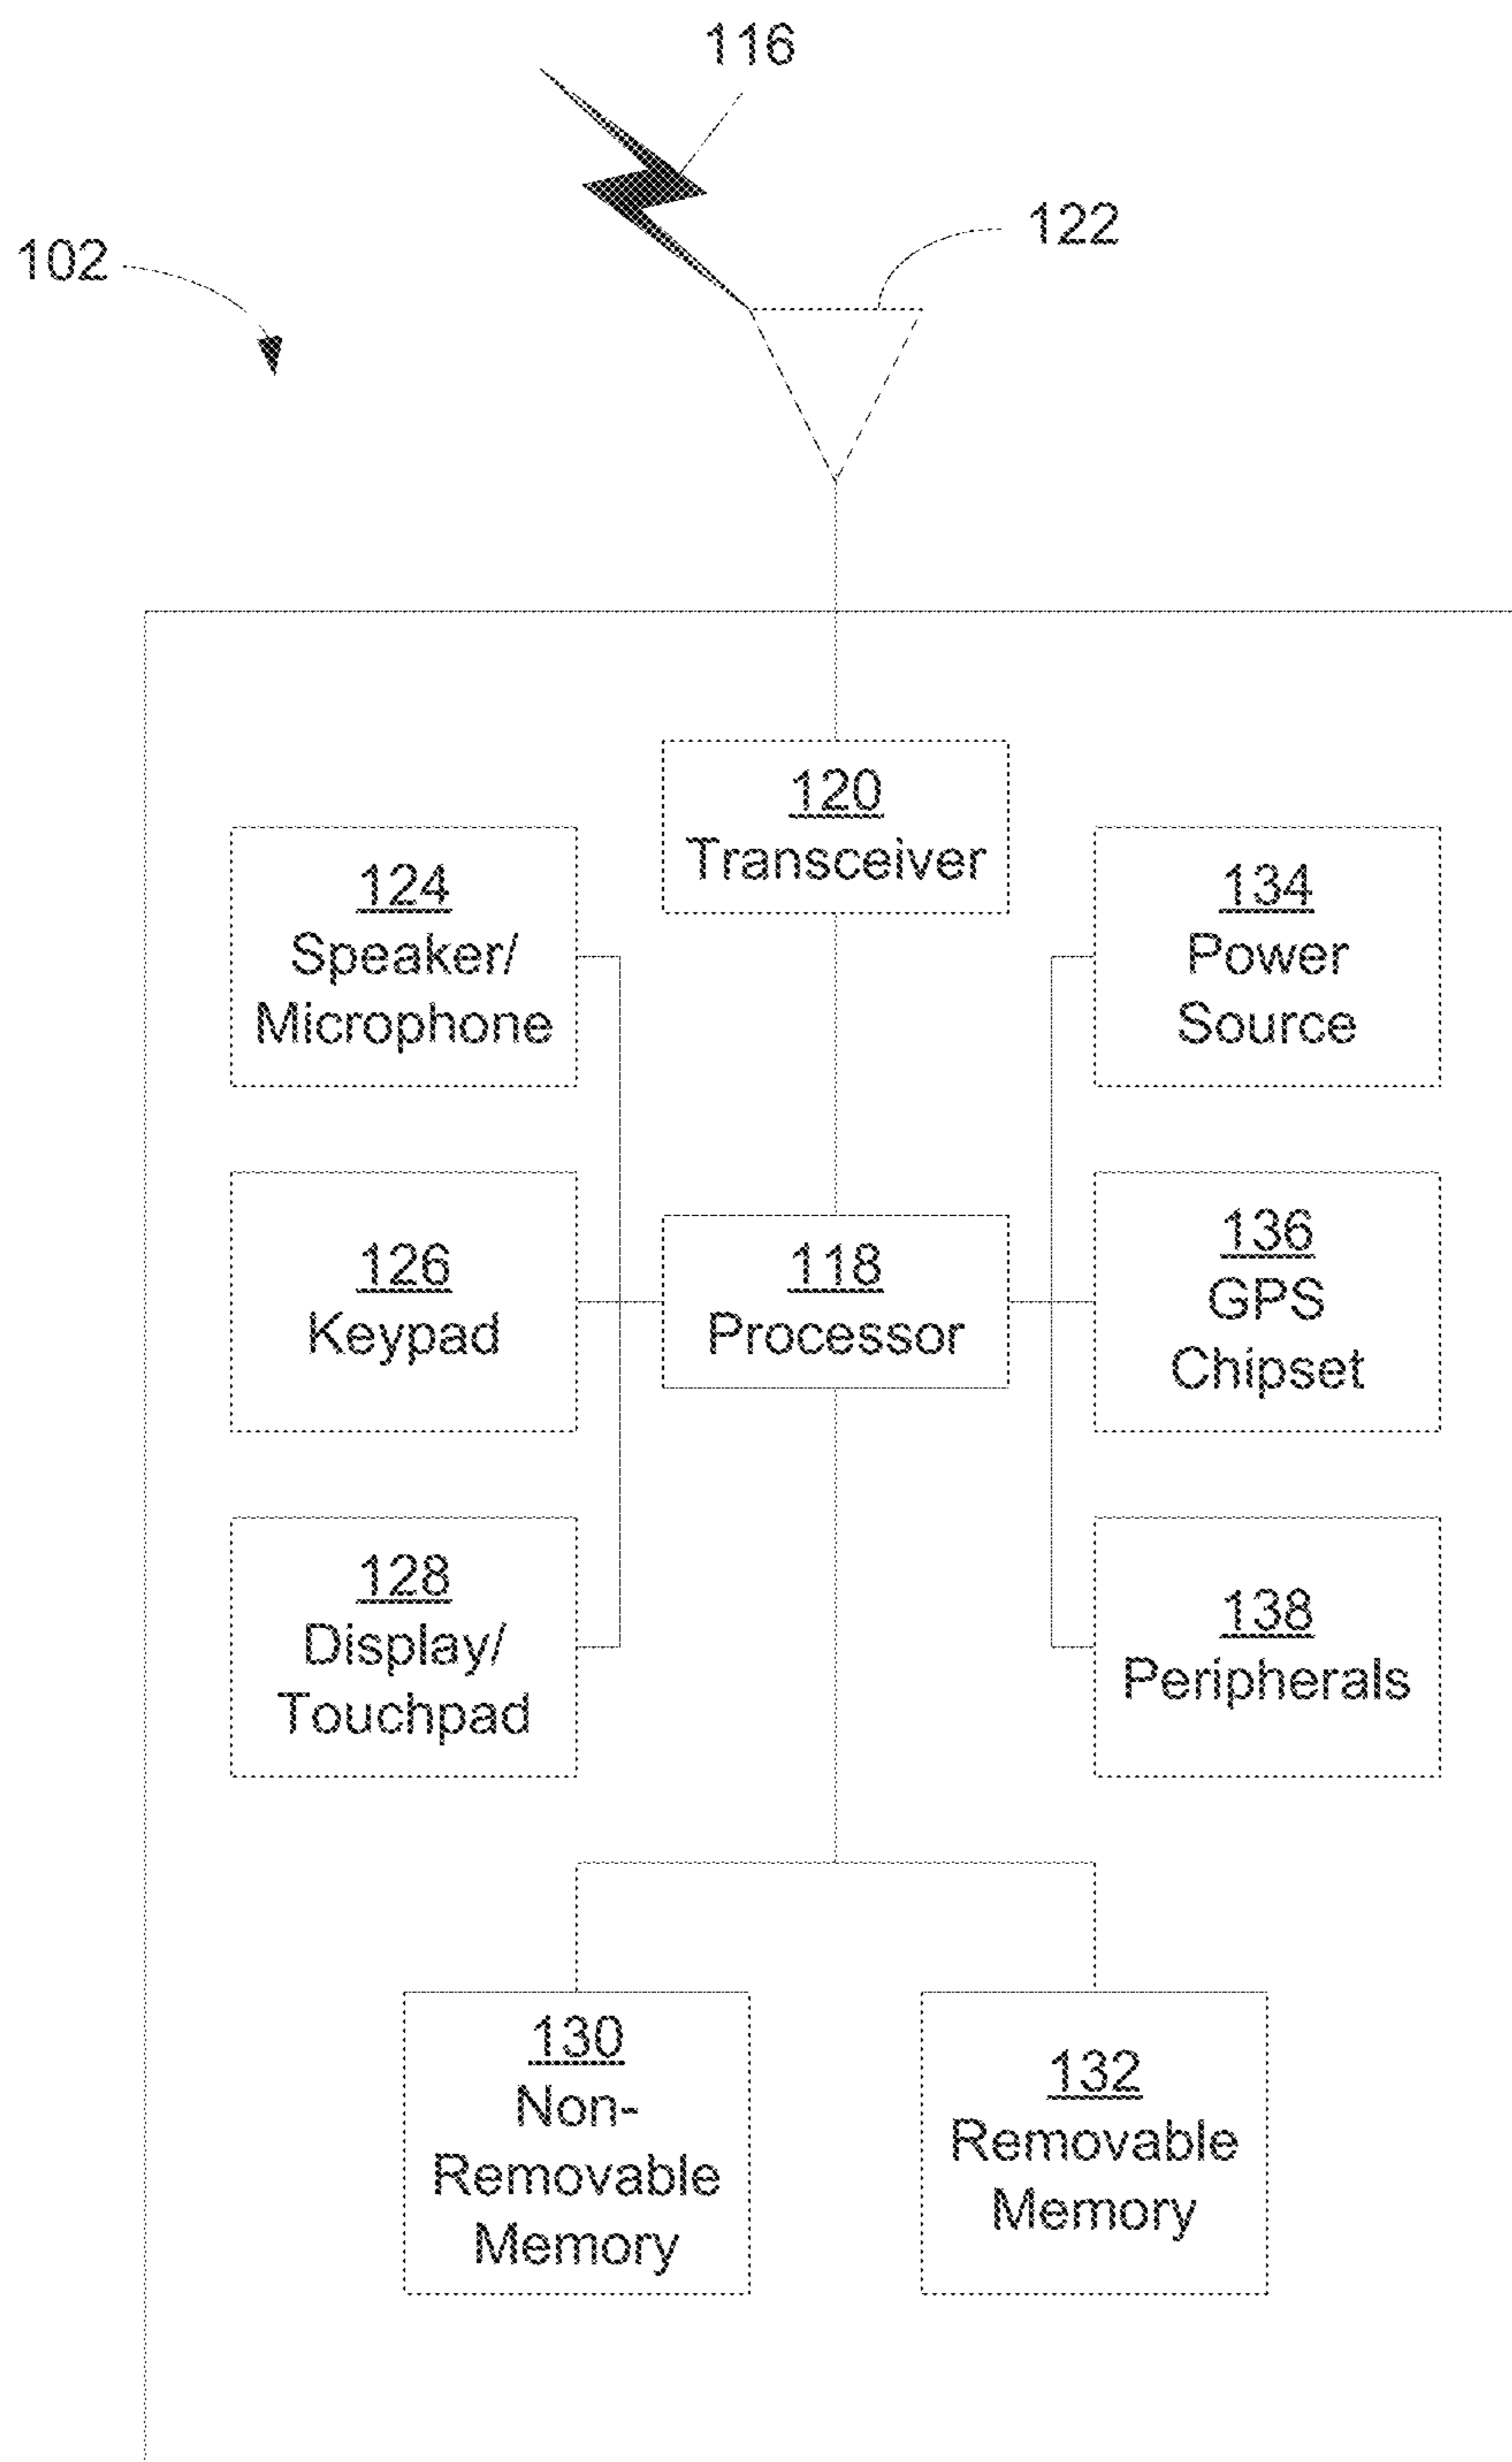 116
122
102
120
Transceiver
124
Speaker/
Microphone
134
Power
Source
126
Keypad
118
Processor
136
GPS
Chipset
128
Display/
Touchpad
138
Peripherals
130
Non-
Removable
Memory
132
Removable
Memory